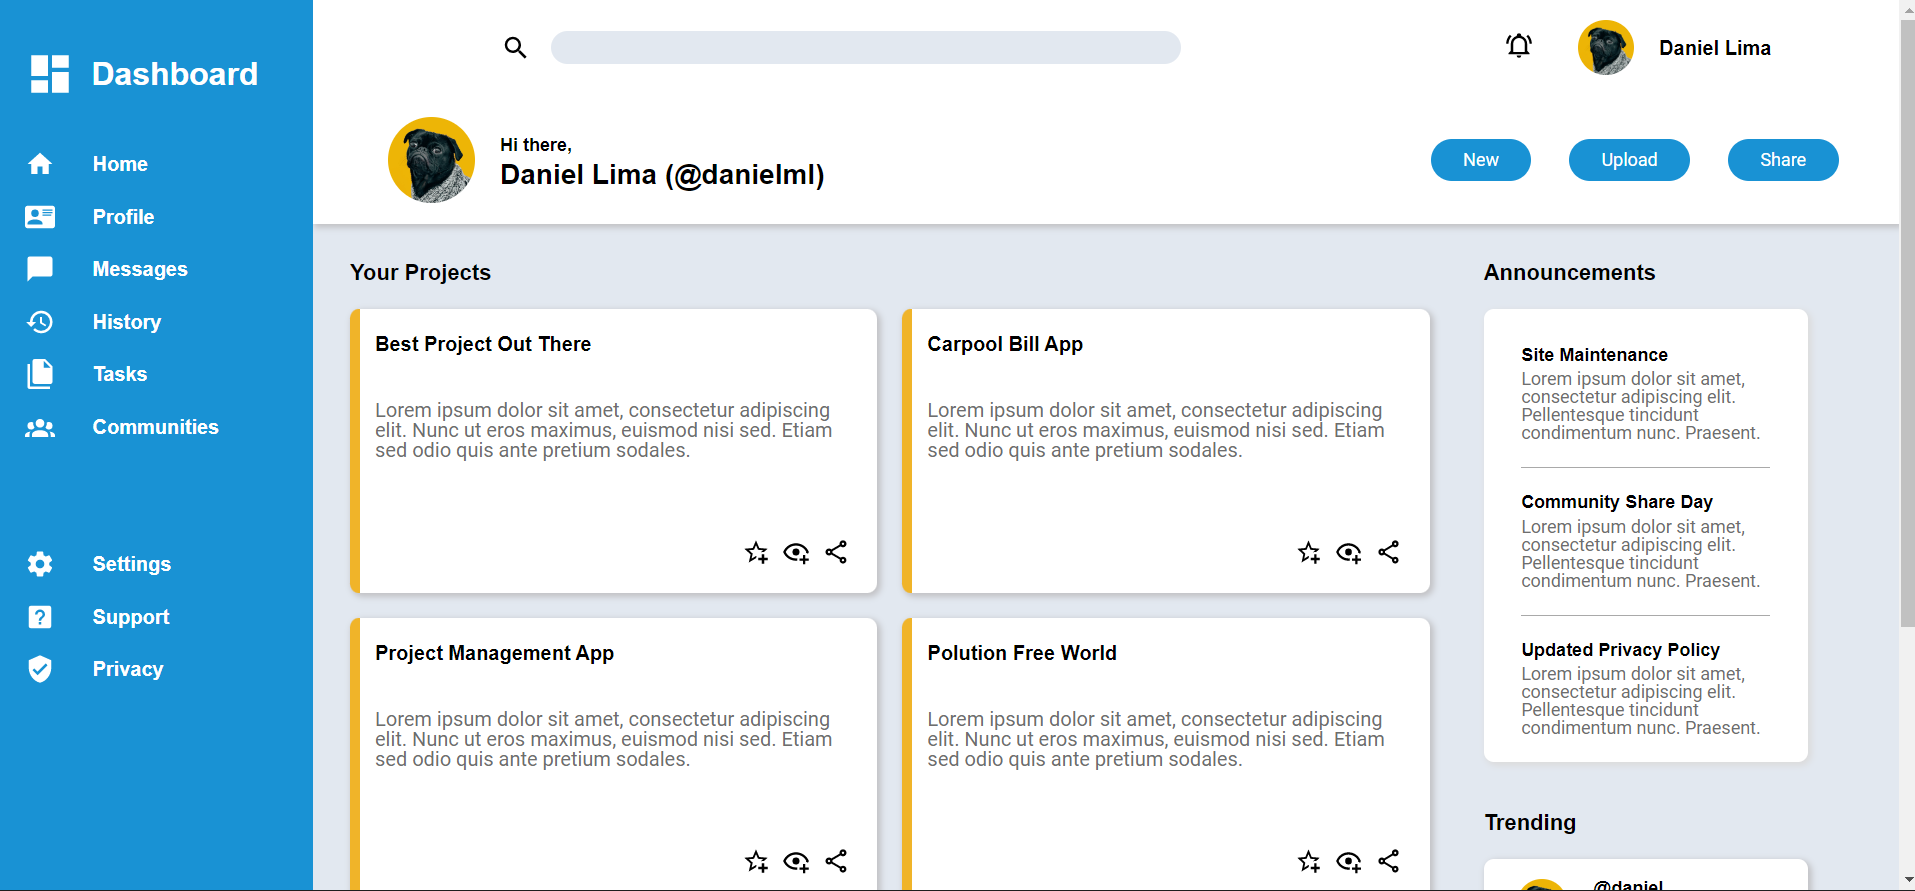 Dashboard
Home
Profile
Messages
History
Tasks
Communities
Settings
Support
Privacy
Daniel Lima
Hi there,
Daniel Lima (@danielml)
New
Upload
Share
Your Projects
Best Project Out There
Lorem ipsum dolor sit amet, consectetur adipiscing
elit. Nunc ut eros maximus, euismod nisi sed. Etiam
sed odio quis ante pretium sodales.
Carpool Bill App
Lorem ipsum dolor sit amet, consectetur adipiscing
elit. Nunc ut eros maximus, euismod nisi sed. Etiam
sed odio quis ante pretium sodales.
Project Management App
Lorem ipsum dolor sit amet, consectetur adipiscing
elit. Nunc ut eros maximus, euismod nisi sed. Etiam
sed odio quis ante pretium sodales.
Polution Free World
Lorem ipsum dolor sit amet, consectetur adipiscing
elit. Nunc ut eros maximus, euismod nisi sed. Etiam
sed odio quis ante pretium sodales.
Announcements
Site Maintenance
Lorem ipsum dolor sit amet,
consectetur adipiscing elit.
Pellentesque tincidunt
condimentum nunc. Praesent.
Community Share Day
Lorem ipsum dolor sit amet,
consectetur adipiscing elit.
Pellentesque tincidunt
condimentum nunc. Praesent.
Updated Privacy Policy
Lorem ipsum dolor sit amet,
consectetur adipiscing elit.
Pellentesque tincidunt
condimentum nunc. Praesent.
Trending
@daniel